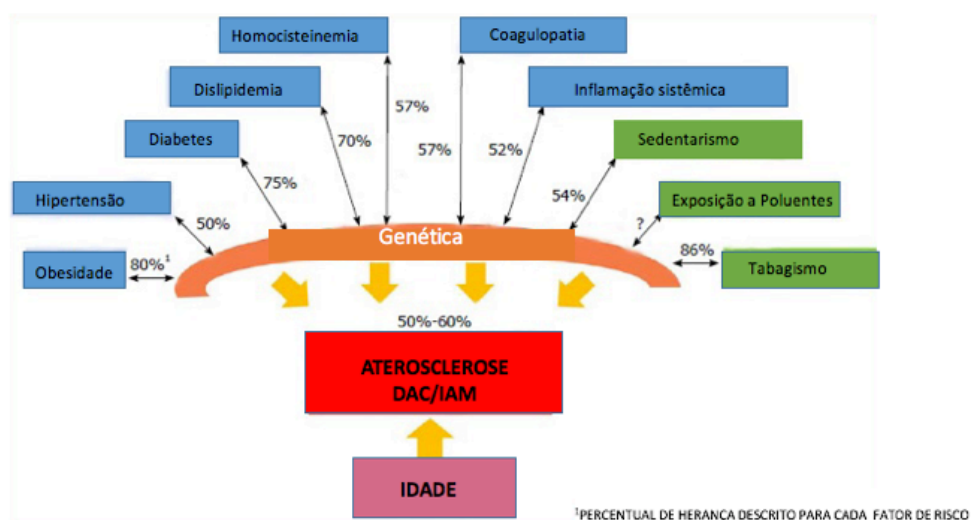 Homocisteinemia
Coagulopatia
Dislipidemia
Inflamação sistêmica
57%
70%
57%
52%
Diabetes
Sedentarismo
75%
54%
Hipertensão
Exposição a Poluentes
50%
?
Genética
Obesidade
80%¹
86%
Tabagismo
50%-60%
ATEROSCLEROSE
DAC/IAM
IDADE
¹PERCENTUAL DE HERANCA DESCRITO PARA CADA FATOR DE RISCO